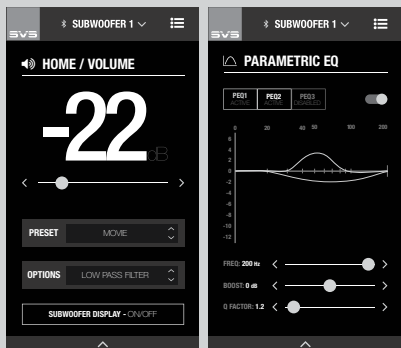 SVS
SUBWOOFER 1
HOME / VOLUME
-22 dB
PRESET MOVIE
OPTIONS LOW PASS FILTER
SUBWOOFER DISPLAY - ON/OFF
SVS
SUBWOOFER 1
PARAMETRIC EQ
PEQ1 PEQ2 PEQ3
ACTIVE ACTIVE DISABLED
0 20 40 50 100 200
6
4
2
0
-2
-4
-6
-8
-10
-12
FREQ: 200 Hz
BOOST: 0 dB
Q FACTOR: 1.2